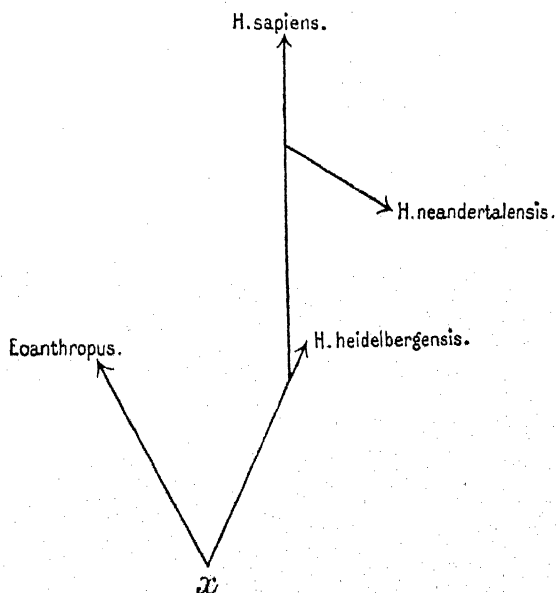 H. sapiens.
H. neandertalensis.
Eoanthropus.
H. heidelbergensis.
x